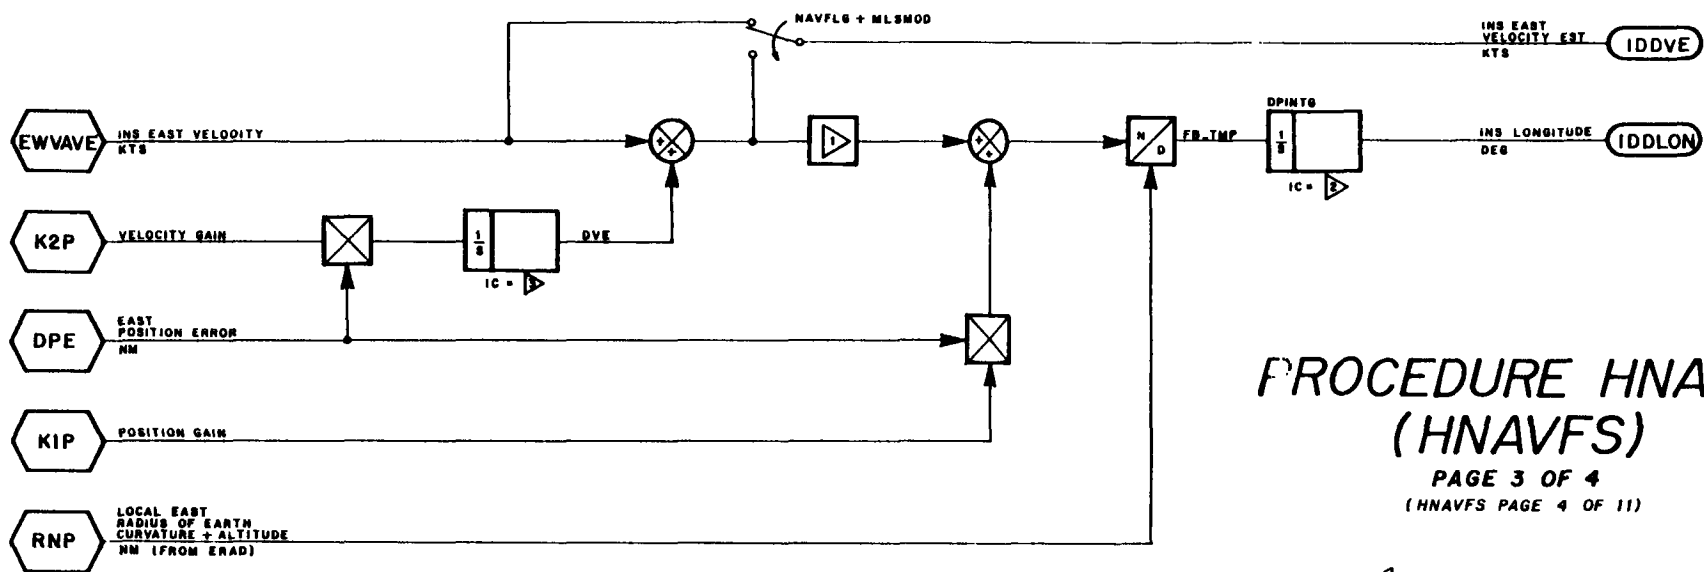 NAVFLG + MLSMOD
INS EAST
VELOCITY EST
KTS
IDDVE
EWVAVE
INS EAST VELOCITY
KTS
1
N
D
FB_TMP
DPINTG
1
S
IC = 2
INS LONGITUDE
DEG
IDDLON
K2P
VELOCITY GAIN
1
S
DVE
IC = 3
DPE
EAST
POSITION ERROR
NM
K1P
POSITION GAIN
RNP
LOCAL EAST
RADIUS OF EARTH
CURVATURE + ALTITUDE
NM (FROM ERAD)
PROCEDURE HNA
(HNAVFS)
PAGE 3 OF 4
(HNAVFS PAGE 4 OF 11)